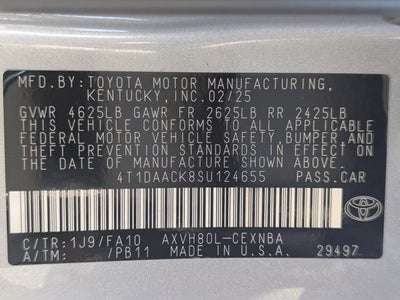 MFD.BY:TOYOTA MOTOR MANUFACTURING,
KENTUCKY,INC.02/25
GVWR 4625LB GAWR FR 2625LB RR 2425LB
THIS VEHICLE CONFORMS TO ALL APPLICABLE
FEDERAL MOTOR VEHICLE SAFETY,BUMPER,AND
THEFT PREVENTION STANDARDS IN EFFECT ON
THE DATE OF MANUFACTURE SHOWN ABOVE.
4T1DAACK8SU124655 PASS.CAR
C/TR:1J9/FA10 AXVH80L-CEXNBA
A/TM: /PB11 MADE IN U.S.A. 29497
TOYOTA